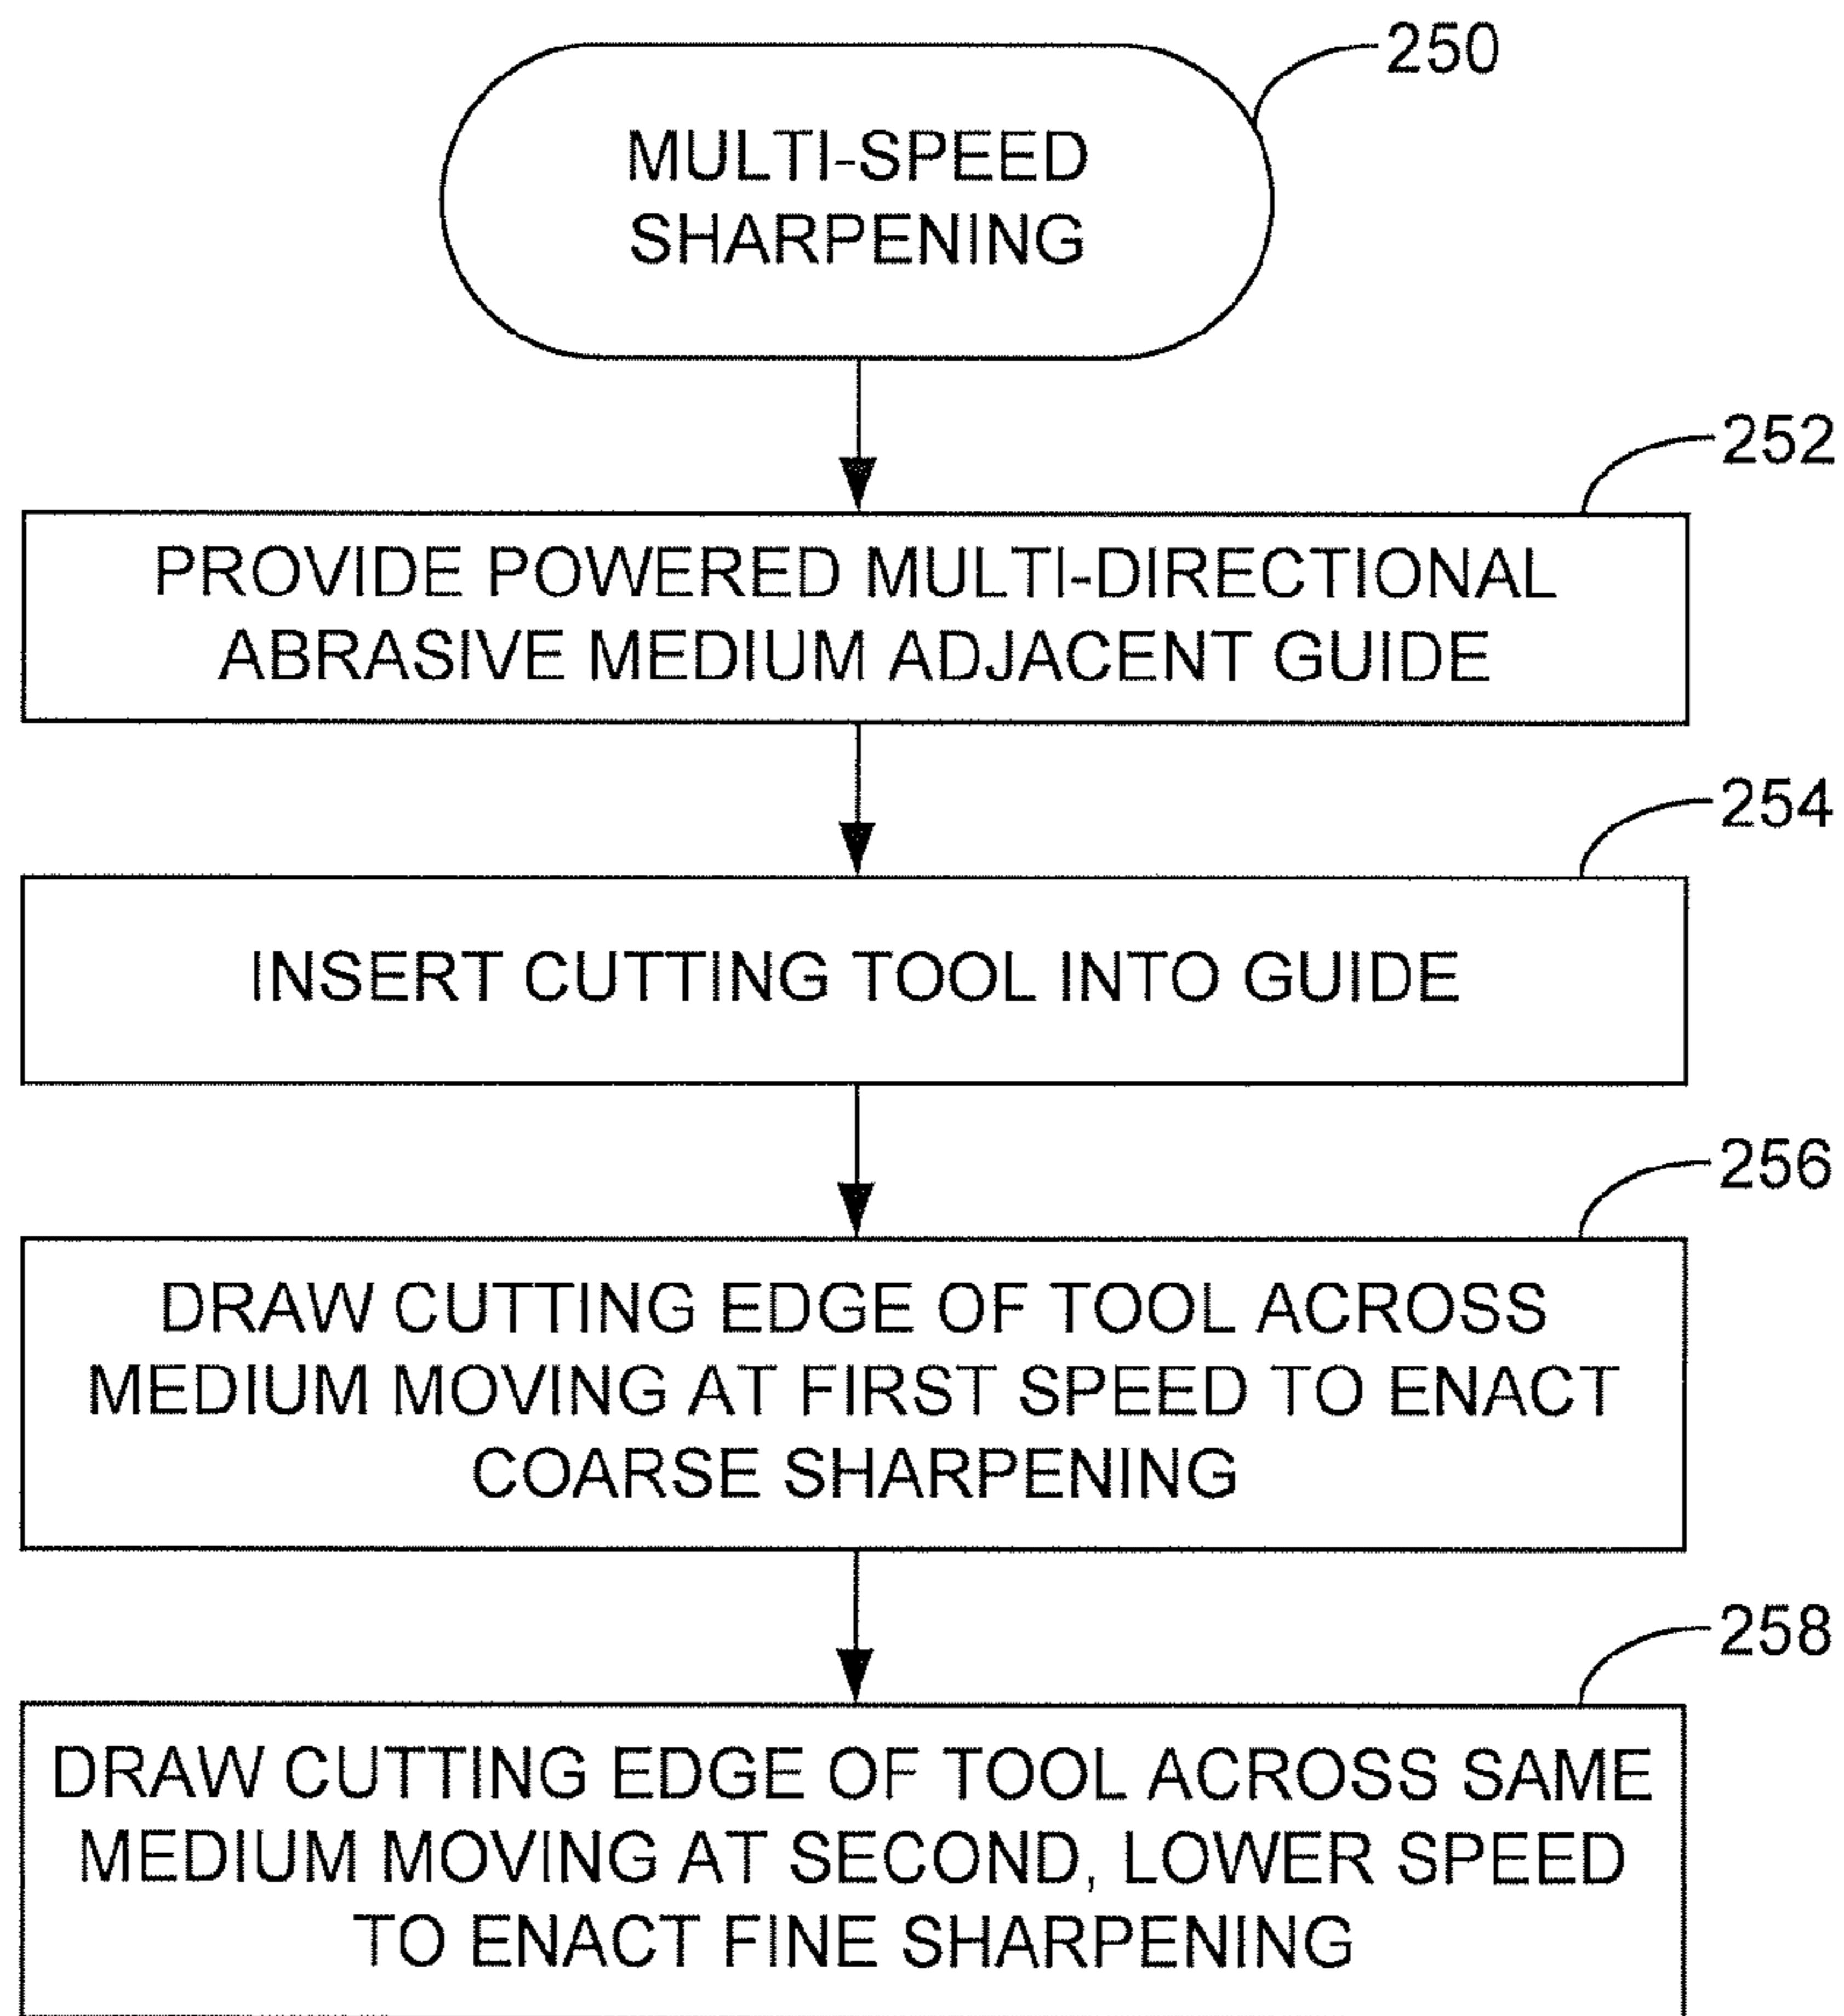 250
MULTI-SPEED
SHARPENING
252
PROVIDE POWERED MULTI-DIRECTIONAL
ABRASIVE MEDIUM ADJACENT GUIDE
254
INSERT CUTTING TOOL INTO GUIDE
256
DRAW CUTTING EDGE OF TOOL ACROSS
MEDIUM MOVING AT FIRST SPEED TO ENACT
COARSE SHARPENING
258
DRAW CUTTING EDGE OF TOOL ACROSS SAME
MEDIUM MOVING AT SECOND, LOWER SPEED
TO ENACT FINE SHARPENING